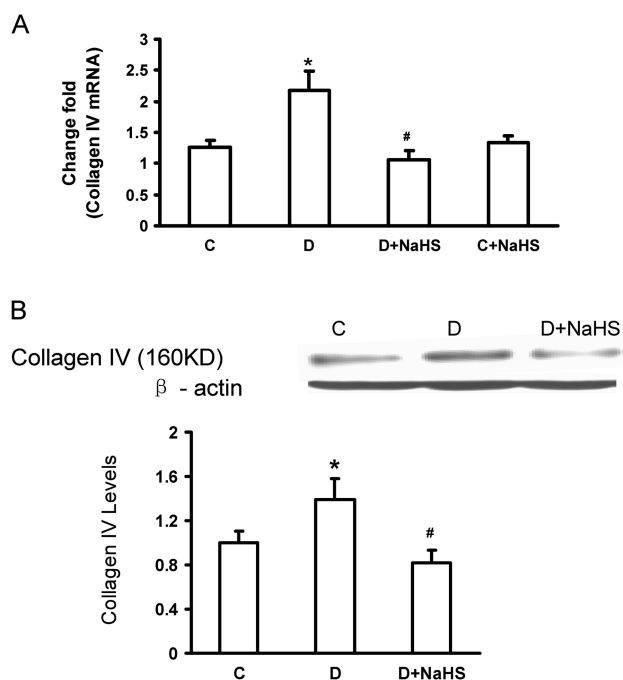 A
Change fold
(Collagen IV mRNA)
3
2.5
2
1.5
1
0.5
0
*
#
C D D+NaHS C+NaHS
B
C D D+NaHS
Collagen IV (160KD)
β - actin
Collagen IV Levels
2
1.6
1.2
0.8
0.4
0
*
#
C D D+NaHS